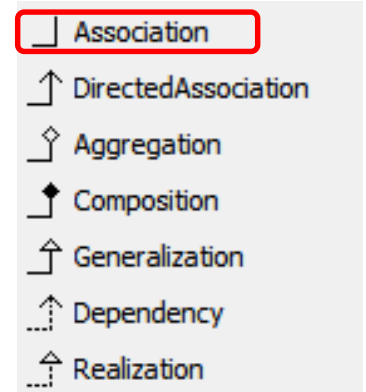 Association
DirectedAssociation
Aggregation
Composition
Generalization
Dependency
Realization